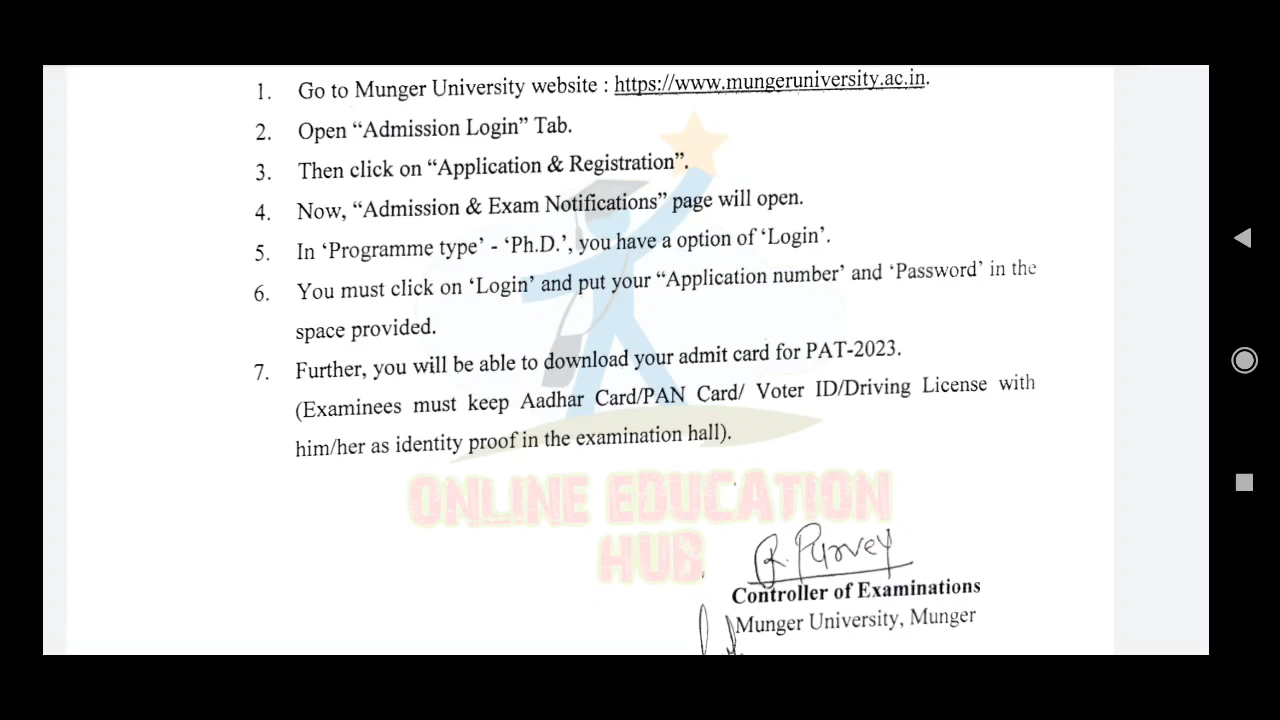 1. Go to Munger University website : https://www.mungeruniversity.ac.in.
2. Open “Admission Login” Tab.
3. Then click on “Application & Registration”.
4. Now, “Admission & Exam Notifications” page will open.
5. In ‘Programme type’ - ‘Ph.D.’, you have a option of ‘Login’.
6. You must click on ‘Login’ and put your “Application number’ and ‘Password’ in the
space provided.
7. Further, you will be able to download your admit card for PAT-2023.
(Examinees must keep Aadhar Card/PAN Card/ Voter ID/Driving License with
him/her as identity proof in the examination hall).
ONLINE EDUCATION
HUB
Purvey
Controller of Examinations
Munger University, Munger